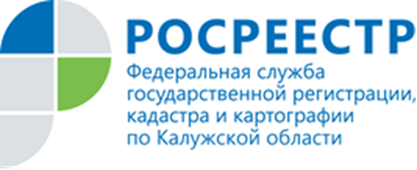 РОСРЕЕСТР
Федеральная служба
государственной регистрации,
кадастра и картографии
по Калужской области